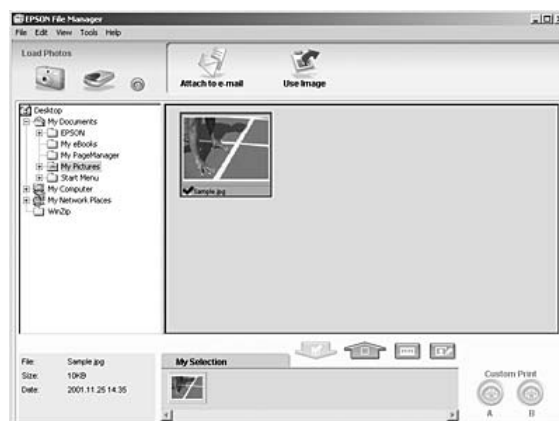 EPSON File Manager
File Edit View Tools Help
Load Photos
Attach to e-mail Use Image
Desktop
My Documents
EPSON
My eBooks
My PageManager
My Pictures
Start Menu
My Computer
My Network Places
WinZip
Sample.jpg
File: Sample.jpg
Size: 10KB
Date: 2001.11.25 14:35
My Selection
Custom Print
A B